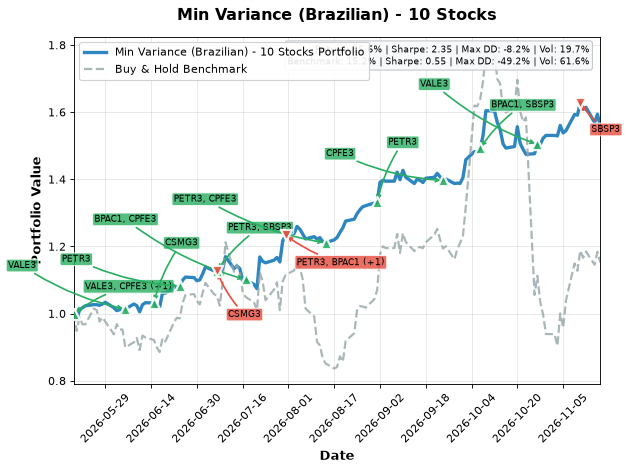 Min Variance (Brazilian) - 10 Stocks
Min Variance (Brazilian) - 10 Stocks Portfolio
Buy & Hold Benchmark
| Sharpe: 2.35 | Max DD: -8.2% | Vol: 19.7%
| Sharpe: 0.55 | Max DD: -49.2% | Vol: 61.6%
VALE3
BPAC1, SBSP3
SBSP3
PETR3
CPFE3
PETR3, CPFE3
BPAC1, CPFE3
PETR3, SBSP3
CSMG3
PETR3
VALE3
PETR3, BPAC1 (+1)
VALE3, CPFE3 (+1)
CSMG3
Portfolio Value
1.8
1.6
1.4
1.2
1.0
0.8
2026-05-29
2026-06-14
2026-06-30
2026-07-16
2026-08-01
2026-08-17
2026-09-02
2026-09-18
2026-10-04
2026-10-20
2026-11-05
Date